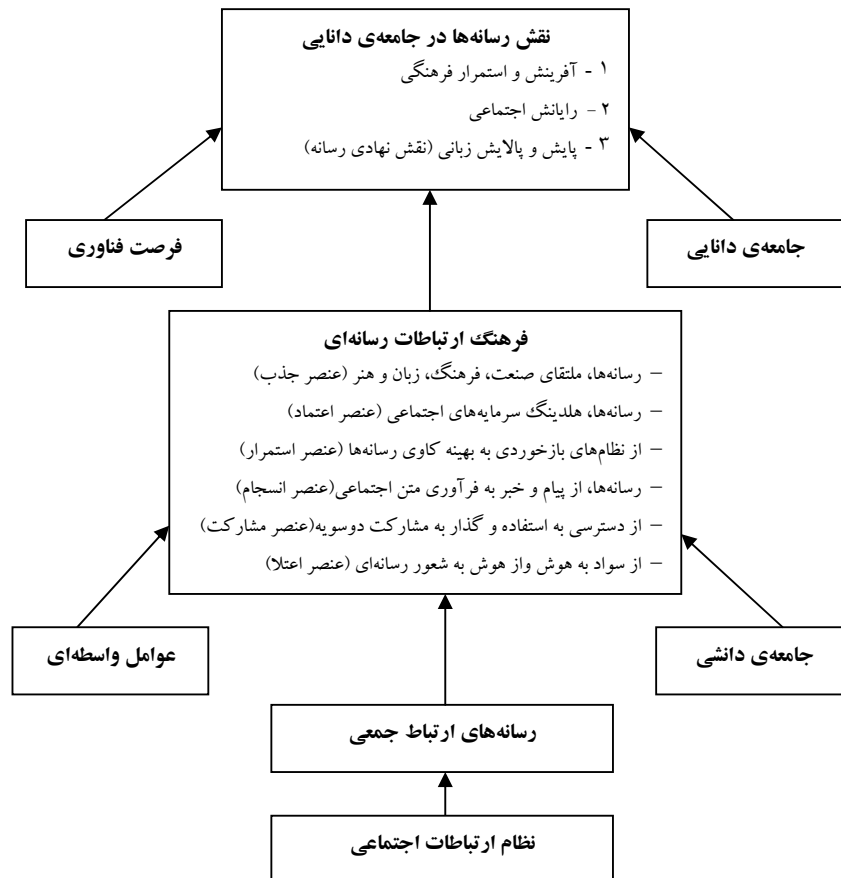 نقش رسانه‌ها در جامعه‌ی دانایی
۱ - آفرینش و استمرار فرهنگی
۲ - رایانش اجتماعی
۳ - پایش و پالایش زبانی (نقش نهادی رسانه)
جامعه‌ی دانایی
فرصت فناوری
فرهنگ ارتباطات رسانه‌ای
– رسانه‌ها، ملتقای صنعت، فرهنگ، زبان و هنر (عنصر جذب)
– رسانه‌ها، هلدینگ سرمایه‌های اجتماعی (عنصر اعتماد)
– از نظام‌های بازخوردی به بهینه کاوی رسانه‌ها (عنصر استمرار)
– رسانه‌ها، از پیام و خبر به فرآوری متن اجتماعی(عنصر انسجام)
– از دسترسی به استفاده و گذار به مشارکت دوسویه(عنصر مشارکت)
– از سواد به هوش واز هوش به شعور رسانه‌ای (عنصر اعتلا)
جامعه‌ی دانشی
عوامل واسطه‌ای
رسانه‌های ارتباط جمعی
نظام ارتباطات اجتماعی